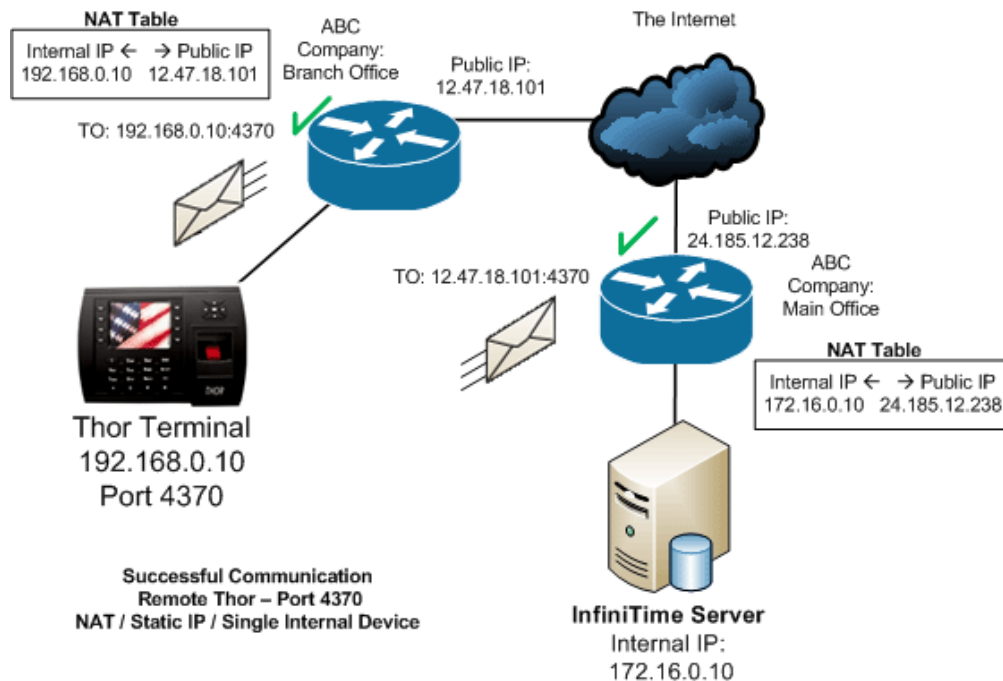 NAT Table
Internal IP ← → Public IP
192.168.0.10 12.47.18.101
ABC
Company:
Branch Office
Public IP:
12.47.18.101
The Internet
TO: 192.168.0.10:4370
Public IP:
24.185.12.238
TO: 12.47.18.101:4370
ABC
Company:
Main Office
NAT Table
Internal IP ← → Public IP
172.16.0.10 24.185.12.238
THOR
Thor Terminal
192.168.0.10
Port 4370
Successful Communication
Remote Thor – Port 4370
NAT / Static IP / Single Internal Device
InfiniTime Server
Internal IP:
172.16.0.10